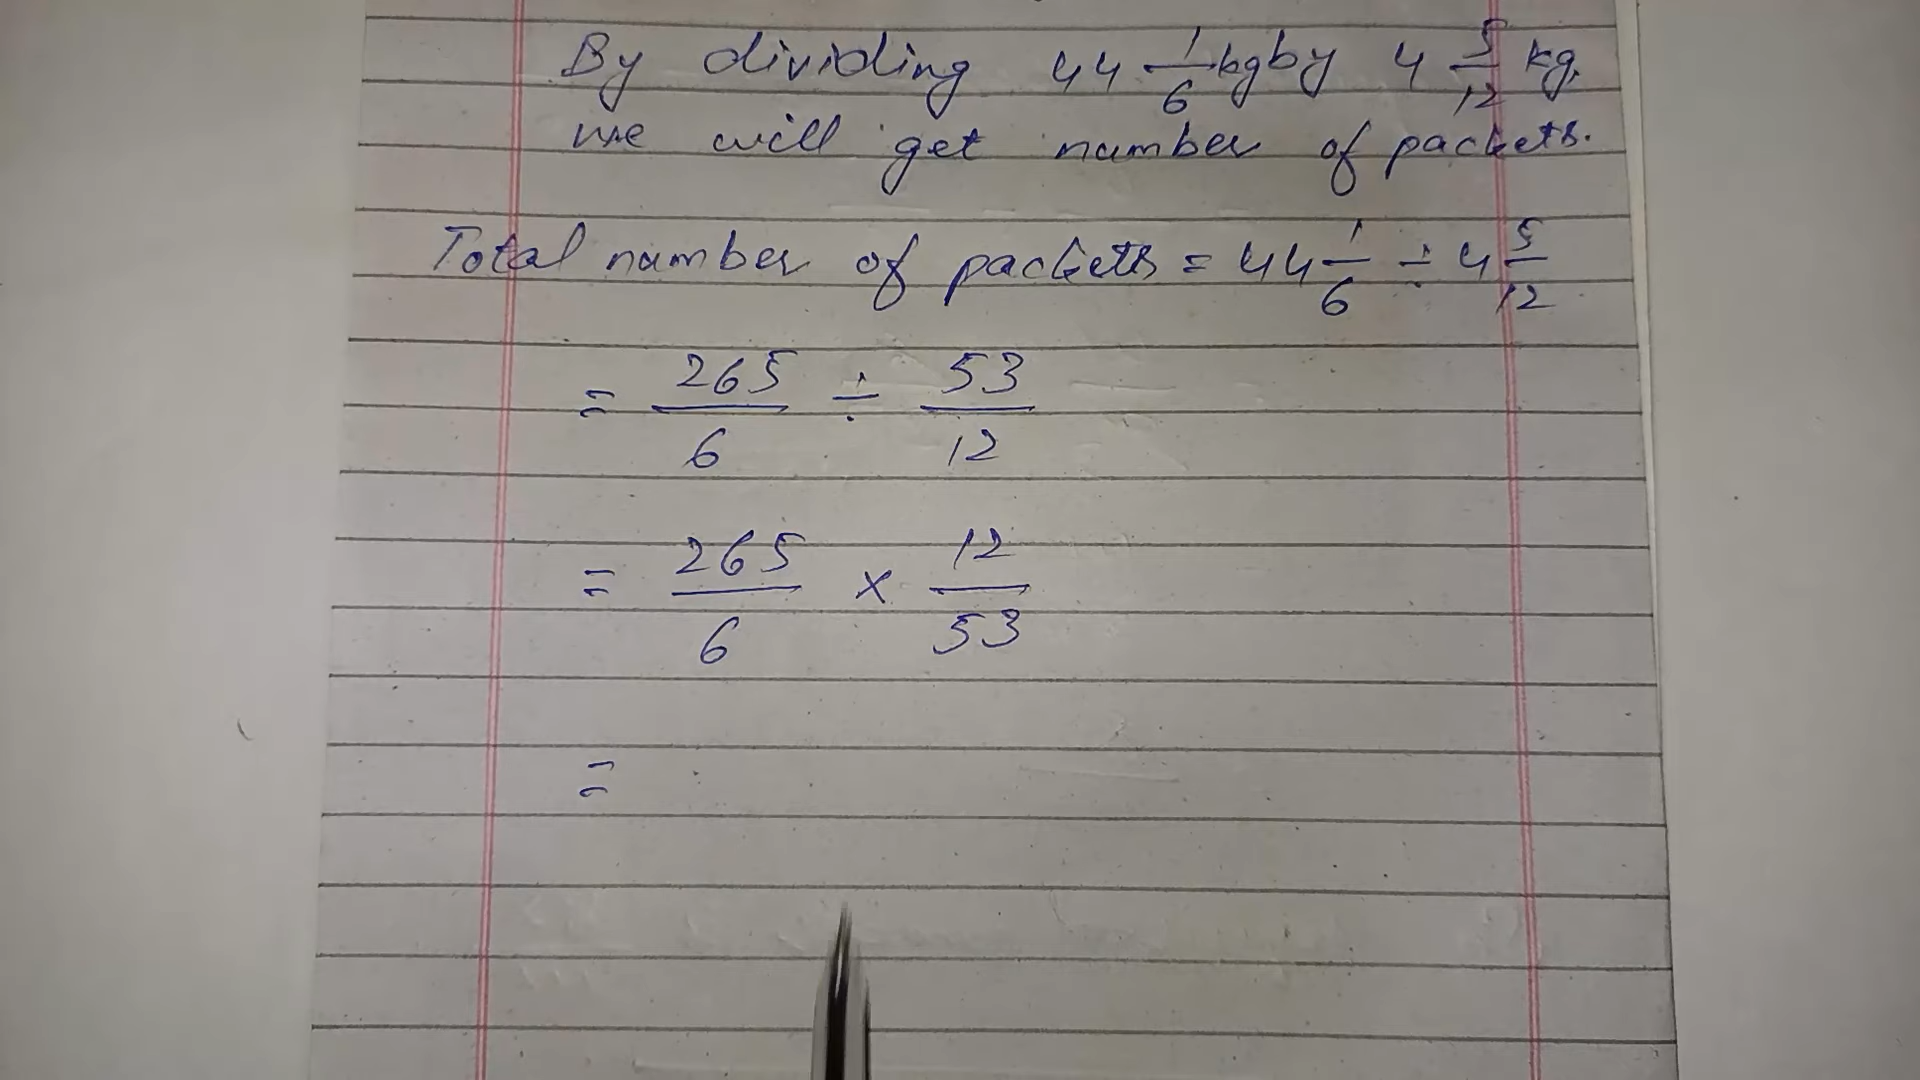 By dividing 44 1/6 kg by 4 5/12 kg,
we will get number of packets.
Total number of packets = 44 1/6 ÷ 4 5/12
= 265/6 ÷ 53/12
= 265/6 × 12/53
=